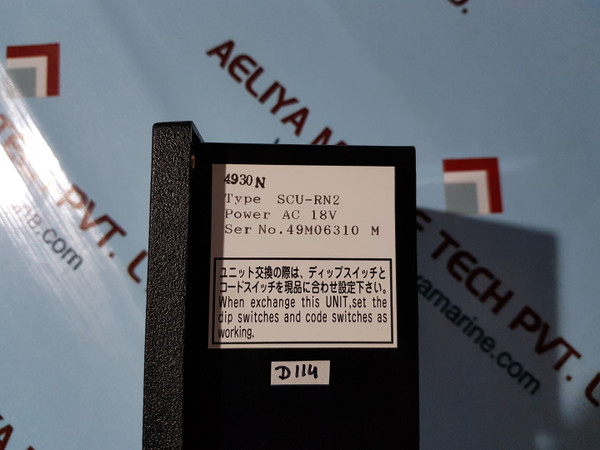 4930N
Type SCU-RN2
Power AC 18V
Ser No.49M06310 M
ユニット交換の際は、ディップスイッチと
コードスイッチを現品に合わせ設定下さい。
When exchange this UNIT,set the
dip switches and code switches as
working.
D114
AELIYA M
TECH PVT.
yamarine.com
PVT. L